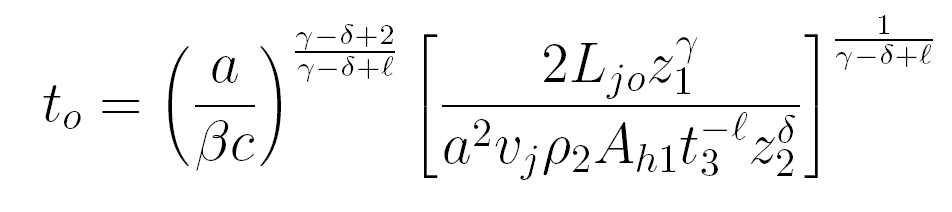 $t_o = \left(\frac{a}{\beta c}\right)^{\frac{\gamma-\delta+2}{\gamma-\delta+\ell}} \left[\frac{2L_{jo}z_1^{\gamma}}{a^2 v_j \rho_2 A_{h1} t_3^{-\ell} z_2^{\delta}}\right]^{\frac{1}{\gamma-\delta+\ell}}$